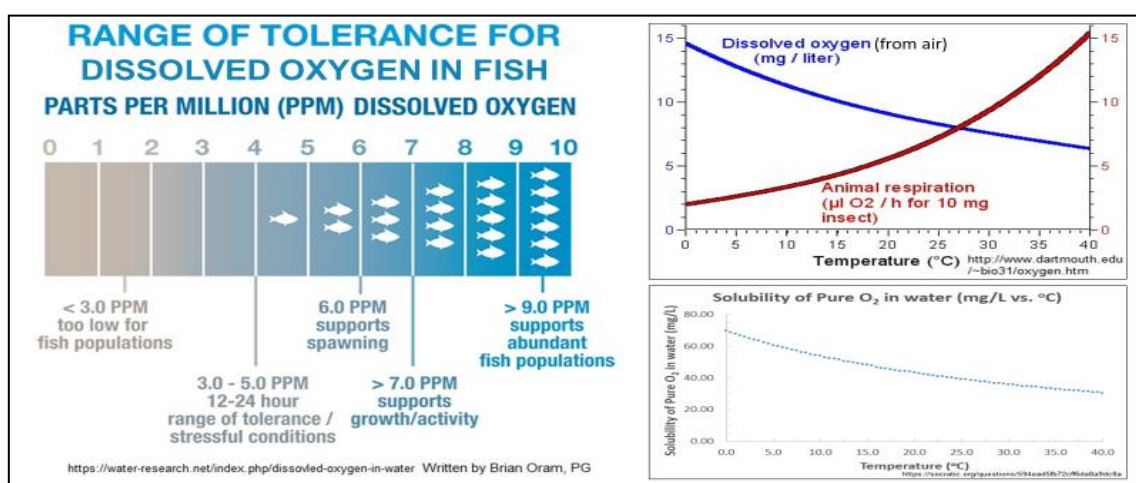 RANGE OF TOLERANCE FOR
DISSOLVED OXYGEN IN FISH
PARTS PER MILLION (PPM) DISSOLVED OXYGEN
0 1 2 3 4 5 6 7 8 9 10
< 3.0 PPM
too low for
fish populations
3.0 - 5.0 PPM
12-24 hour
range of tolerance /
stressful conditions
6.0 PPM
supports
spawning
> 7.0 PPM
supports
growth/activity
> 9.0 PPM
supports
abundant
fish populations
https://water-research.net/index.php/dissovled-oxygen-in-water Written by Brian Oram, PG
Dissolved oxygen (from air)
(mg / liter)
15 15
10 10
5 5
0 0
Animal respiration
(µl O2 / h for 10 mg
insect)
0 5 10 15 20 25 30 35 40
Temperature (°C)
http://www.dartmouth.edu
/~bio31/oxygen.htm
Solubility of Pure O₂ in water (mg/L vs. °C)
Solubility of Pure O₂ in water (mg/L)
80.00
60.00
40.00
20.00
0.00
0.0 5.0 10.0 15.0 20.0 25.0 30.0 35.0 40.0
Temperature (°C)